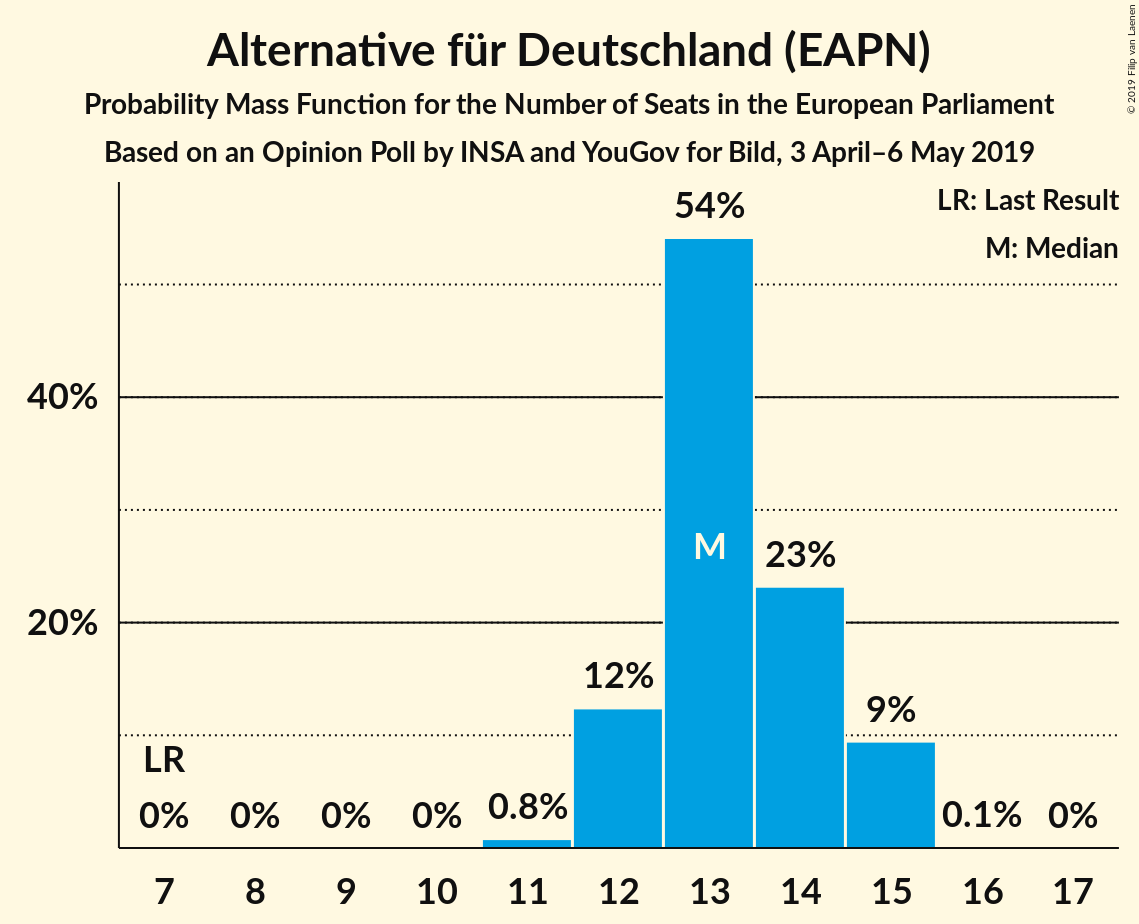 Alternative für Deutschland (EAPN)
Probability Mass Function for the Number of Seats in the European Parliament
Based on an Opinion Poll by INSA and YouGov for Bild, 3 April–6 May 2019
© 2019 Filip van Laenen
LR: Last Result
M: Median
54%
40%
M
23%
20%
12%
9%
LR
0% 0% 0% 0% 0.8% 0.1% 0%
7 8 9 10 11 12 13 14 15 16 17